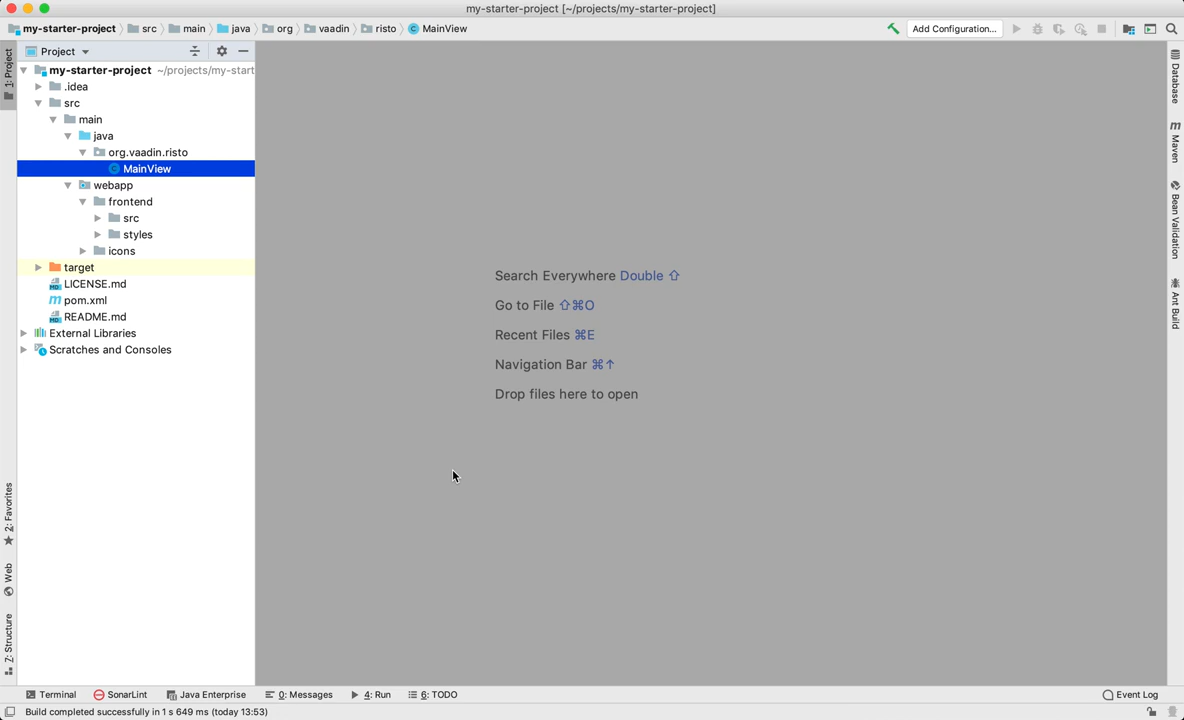 my-starter-project [~/projects/my-starter-project]
my-starter-project src main java org vaadin risto MainView Add Configuration...
Project
my-starter-project ~/projects/my-start
.idea
src
main
java
org.vaadin.risto
MainView
webapp
frontend
src
styles
icons
target
LICENSE.md
pom.xml
README.md
External Libraries
Scratches and Consoles
1: Project
2: Favorites
Web
Z: Structure
Search Everywhere Double ⇧
Go to File ⇧⌘O
Recent Files ⌘E
Navigation Bar ⌘↑
Drop files here to open
Database
Maven
Bean Validation
Ant Build
Terminal SonarLint Java Enterprise 0: Messages 4: Run 6: TODO Event Log
Build completed successfully in 1 s 649 ms (today 13:53)